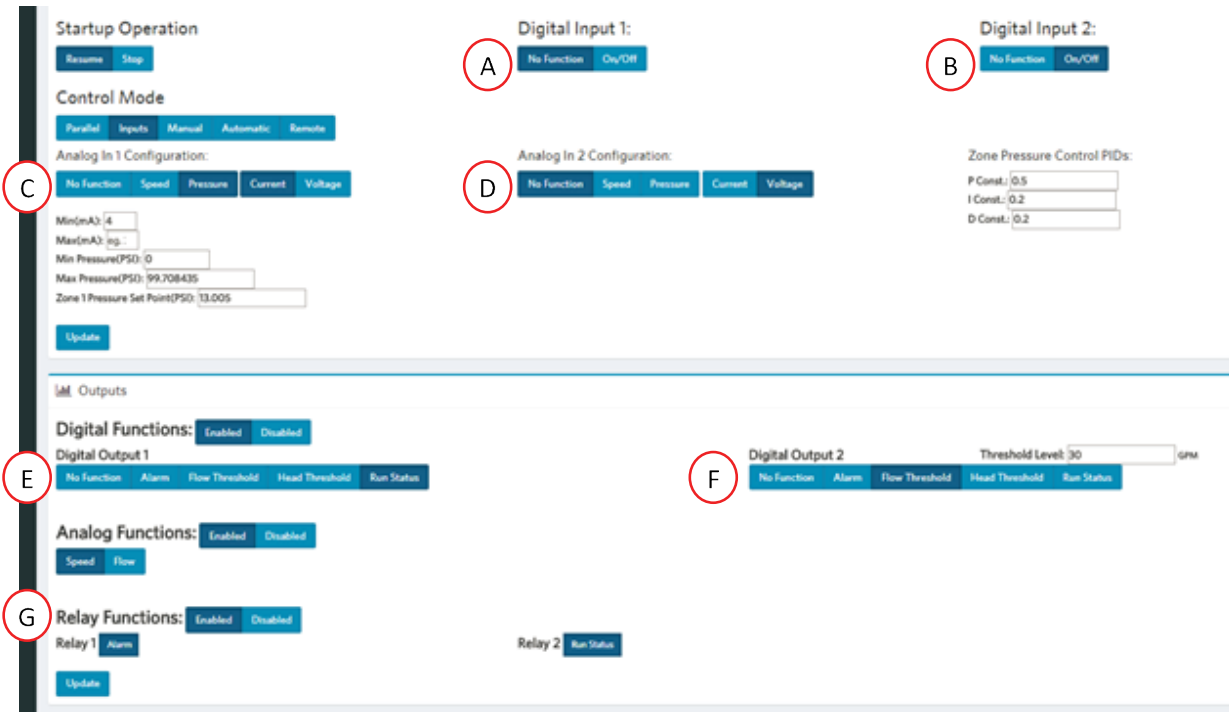 Startup Operation Digital Input 1: Digital Input 2:
Resume Stop A No Function On/Off B No Function On/Off
Control Mode
Parallel Inputs Manual Automatic Remote
Analog In 1 Configuration: Analog In 2 Configuration: Zone Pressure Control PIDs:
C No Function Speed Pressure Current Voltage D No Function Speed Pressure Current Voltage P Const.: 0.5
I Const.: 0.2
Min(mA): 4 D Const.: 0.2
Max(mA): eg.:
Min Pressure(PSI): 0
Max Pressure(PSI): 99.708435
Zone 1 Pressure Set Point(PSI): 13.005
Update
Outputs
Digital Functions: Enabled Disabled
Digital Output 1 Digital Output 2 Threshold Level: 30 GPM
E No Function Alarm Flow Threshold Head Threshold Run Status F No Function Alarm Flow Threshold Head Threshold Run Status
Analog Functions: Enabled Disabled
Speed Flow
G Relay Functions: Enabled Disabled
Relay 1 Alarm Relay 2 Run Status
Update